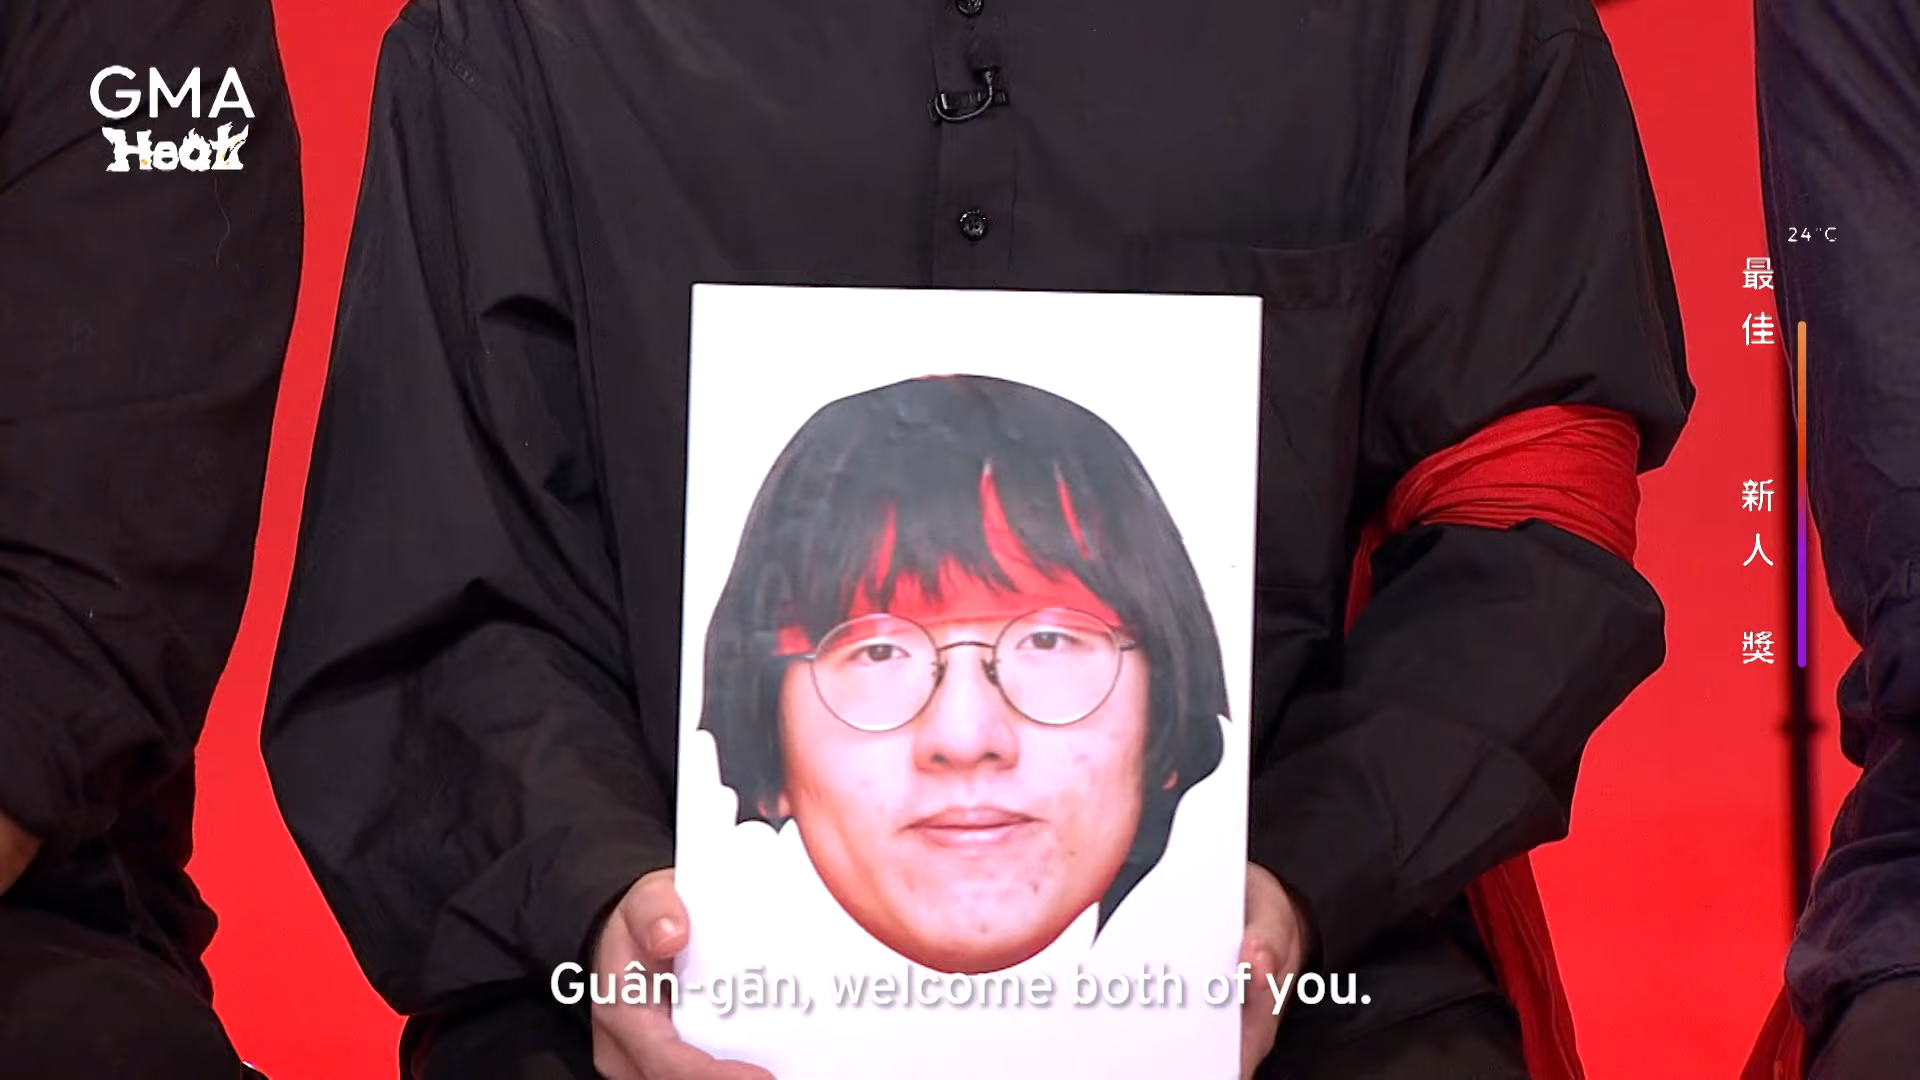 GMA
Heat
24°C
最佳 新人獎
Guân-gān, welcome both of you.